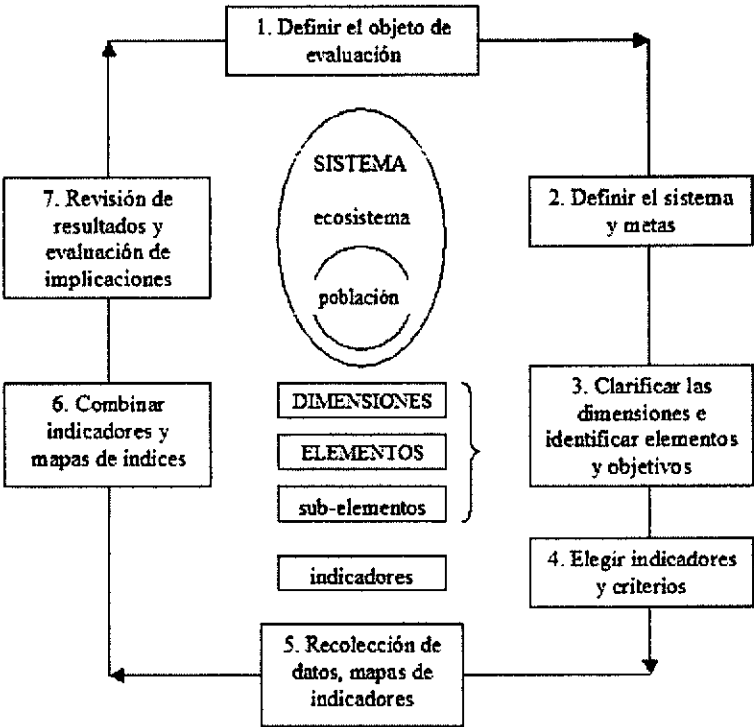 1. Definir el objeto de
evaluación
2. Definir el sistema
y metas
3. Clarificar las
dimensiones e
identificar elementos
y objetivos
4. Elegir indicadores
y criterios
5. Recolección de
datos, mapas de
indicadores
6. Combinar
indicadores y
mapas de índices
7. Revisión de
resultados y
evaluación de
implicaciones
SISTEMA
ecosistema
población
DIMENSIONES
ELEMENTOS
sub-elementos
indicadores